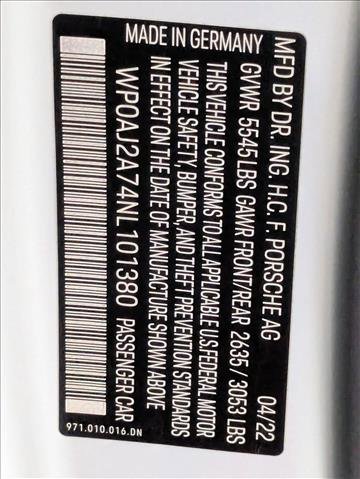 MFD BY DR. ING. H.C. F. PORSCHE AG 04/22
GVWR 5545LBS GAWR FRONT/REAR 2635 / 3053 LBS
THIS VEHICLE CONFORMS TO ALL APPLICABLE U.S.FEDERAL MOTOR
VEHICLE SAFETY, BUMPER, AND THEFT PREVENTION STANDARDS
IN EFFECT ON THE DATE OF MANUFACTURE SHOWN ABOVE
WP0AJ2A74NL101380 PASSENGER CAR
MADE IN GERMANY
971.010.016.DN